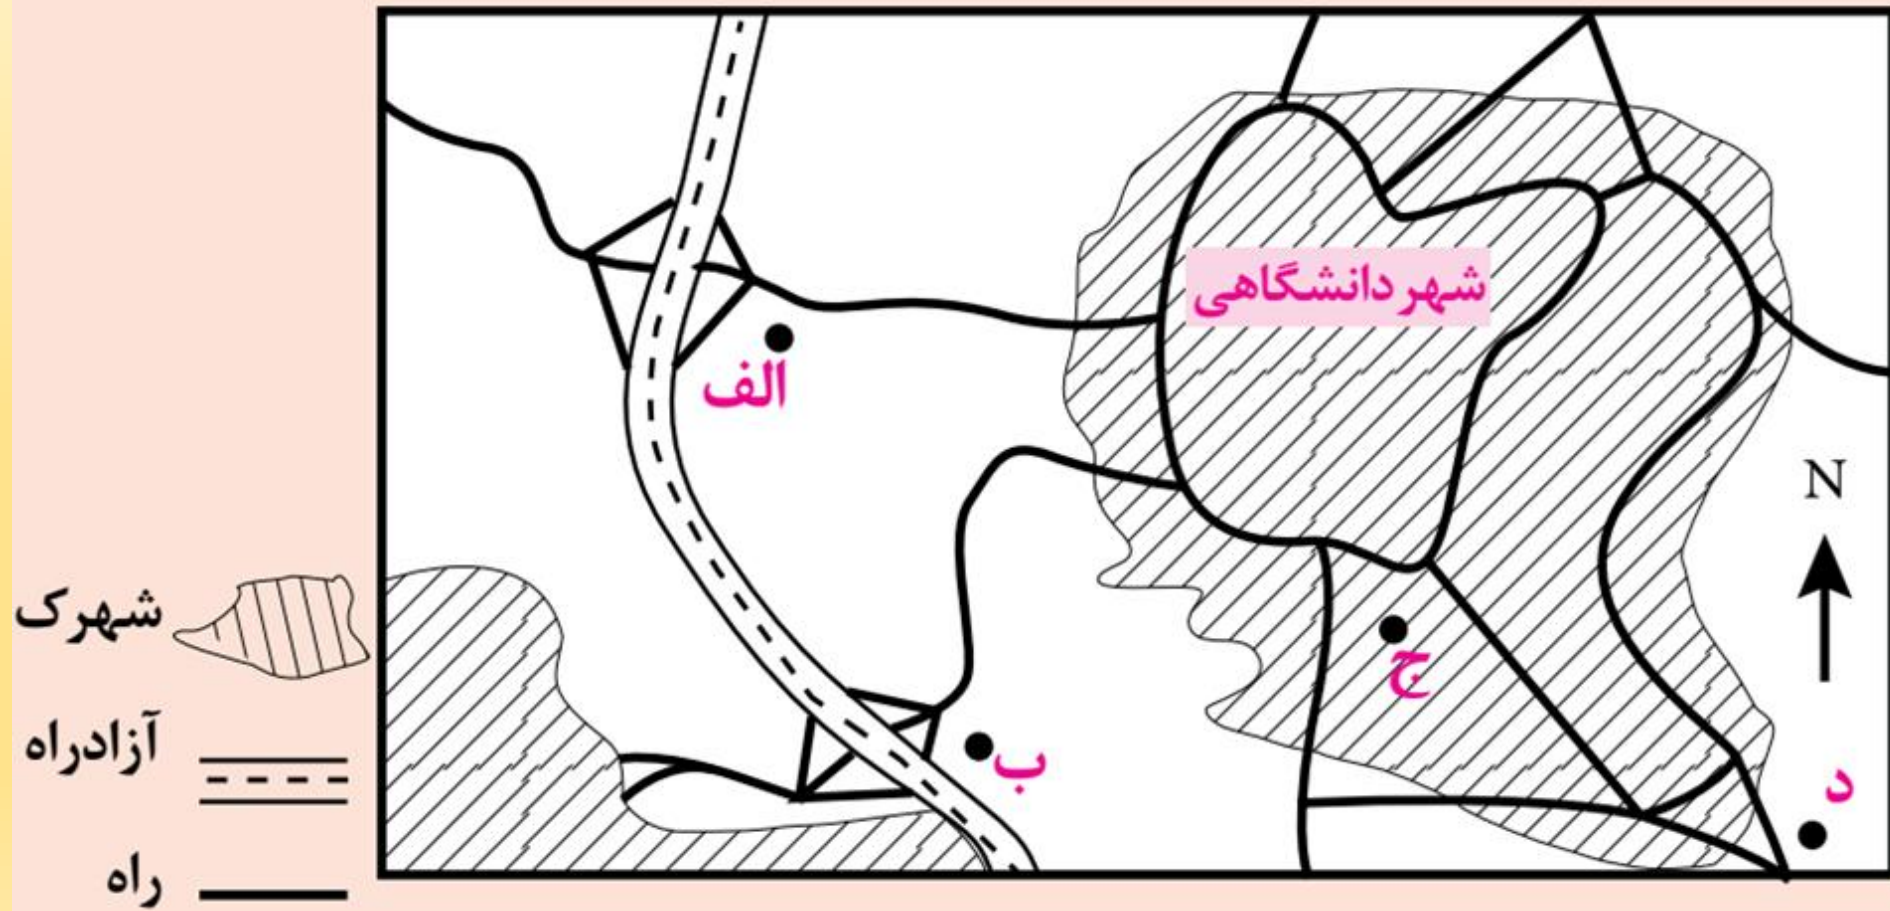 شهر دانشگاهی
الف
N
شهرک
ج
آزادراه
ب
د
راه